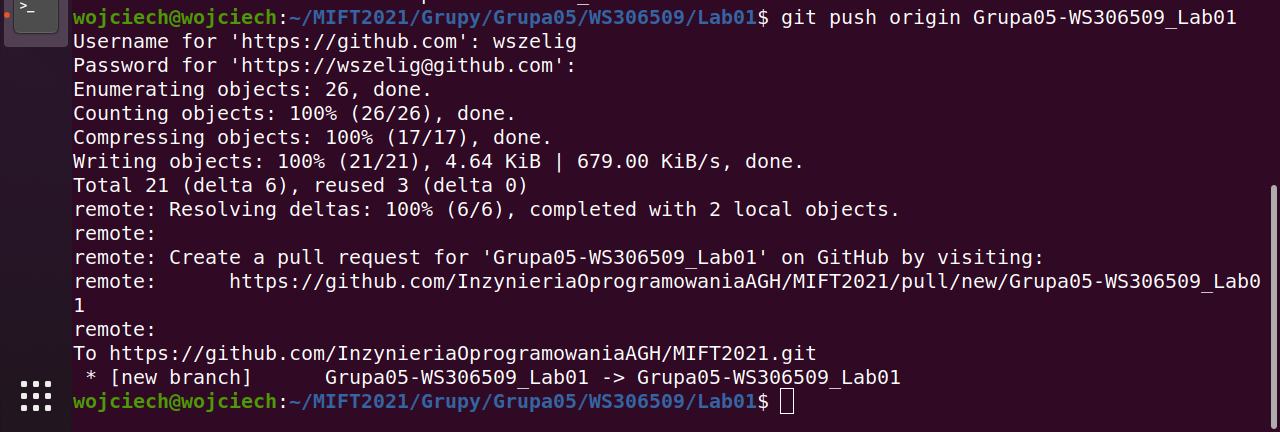 wojciech@wojciech:~/MIFT2021/Grupy/Grupa05/WS306509/Lab01$ git push origin Grupa05-WS306509_Lab01
Username for 'https://github.com': wszelig
Password for 'https://wszelig@github.com':
Enumerating objects: 26, done.
Counting objects: 100% (26/26), done.
Compressing objects: 100% (17/17), done.
Writing objects: 100% (21/21), 4.64 KiB | 679.00 KiB/s, done.
Total 21 (delta 6), reused 3 (delta 0)
remote: Resolving deltas: 100% (6/6), completed with 2 local objects.
remote:
remote: Create a pull request for 'Grupa05-WS306509_Lab01' on GitHub by visiting:
remote:      https://github.com/InzynieriaOprogramowaniaAGH/MIFT2021/pull/new/Grupa05-WS306509_Lab0
1
remote:
To https://github.com/InzynieriaOprogramowaniaAGH/MIFT2021.git
 * [new branch]      Grupa05-WS306509_Lab01 -> Grupa05-WS306509_Lab01
wojciech@wojciech:~/MIFT2021/Grupy/Grupa05/WS306509/Lab01$